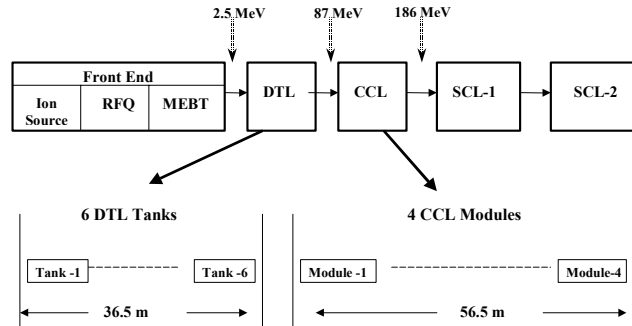 2.5 MeV 87 MeV 186 MeV
Front End
Ion Source RFQ MEBT DTL CCL SCL-1 SCL-2
6 DTL Tanks 4 CCL Modules
Tank -1 Tank -6 Module -1 Module-4
36.5 m 56.5 m